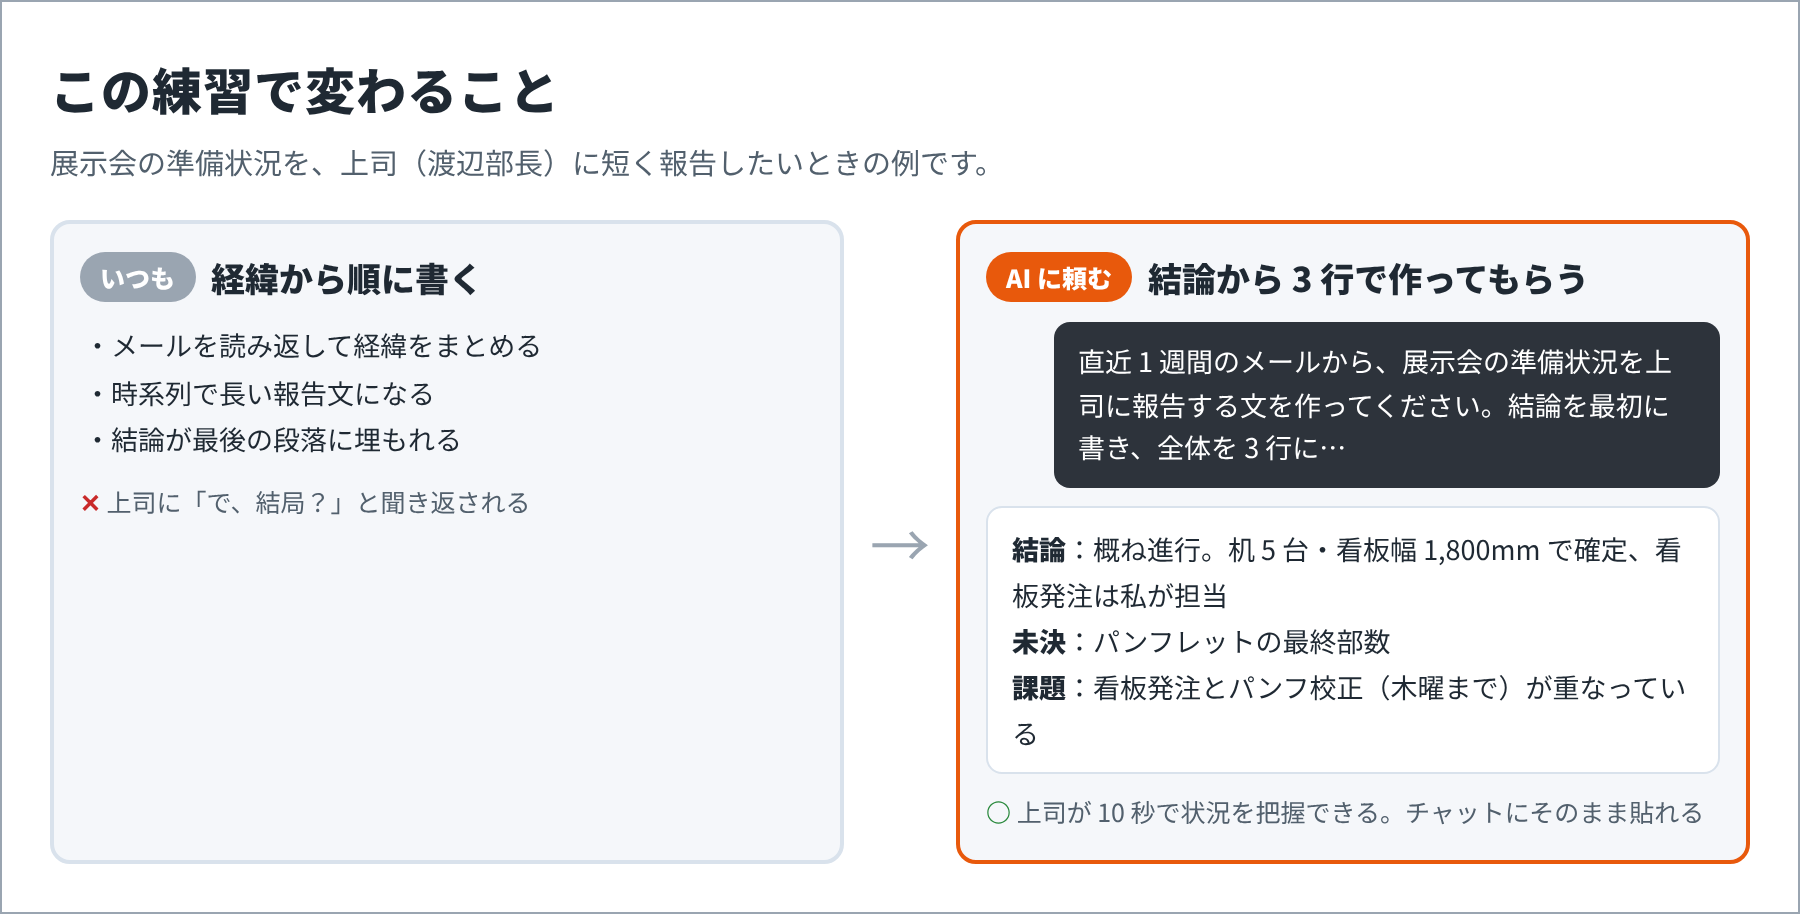 この練習で変わること
展示会の準備状況を、上司（渡辺部長）に短く報告したいときの例です。
いつも 経緯から順に書く
・メールを読み返して経緯をまとめる
・時系列で長い報告文になる
・結論が最後の段落に埋もれる
× 上司に「で、結局？」と聞き返される
→
AI に頼む 結論から 3 行で作ってもらう
直近 1 週間のメールから、展示会の準備状況を上
司に報告する文を作ってください。結論を最初に
書き、全体を 3 行に…
結論：概ね進行。机 5 台・看板幅 1,800mm で確定、看
板発注は私が担当
未決：パンフレットの最終部数
課題：看板発注とパンフ校正（木曜まで）が重なってい
る
○ 上司が 10 秒で状況を把握できる。チャットにそのまま貼れる